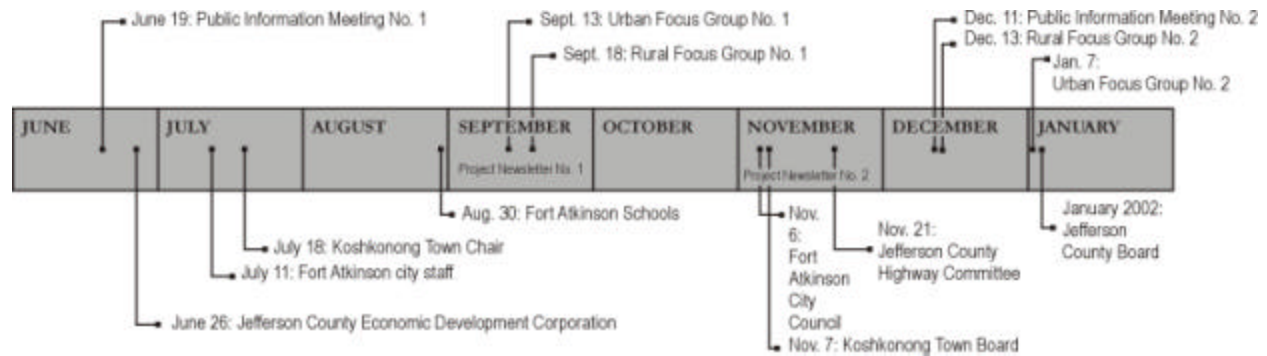 June 19: Public Information Meeting No. 1
Sept. 13: Urban Focus Group No. 1
Sept. 18: Rural Focus Group No. 1
Dec. 11: Public Information Meeting No. 2
Dec. 13: Rural Focus Group No. 2
Jan. 7:
Urban Focus Group No. 2
JUNE
JULY
AUGUST
SEPTEMBER
OCTOBER
NOVEMBER
DECEMBER
JANUARY
Project Newsletter No. 1
Project Newsletter No. 2
Aug. 30: Fort Atkinson Schools
July 18: Koshkonong Town Chair
July 11: Fort Atkinson city staff
June 26: Jefferson County Economic Development Corporation
Nov.
6:
Fort
Atkinson
City
Council
Nov. 7: Koshkonong Town Board
Nov. 21:
Jefferson County
Highway Committee
January 2002:
Jefferson
County Board